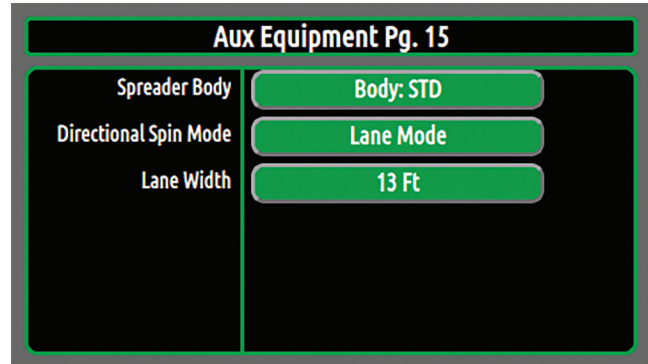 Aux Equipment Pg. 15
Spreader Body Body: STD
Directional Spin Mode Lane Mode
Lane Width 13 Ft